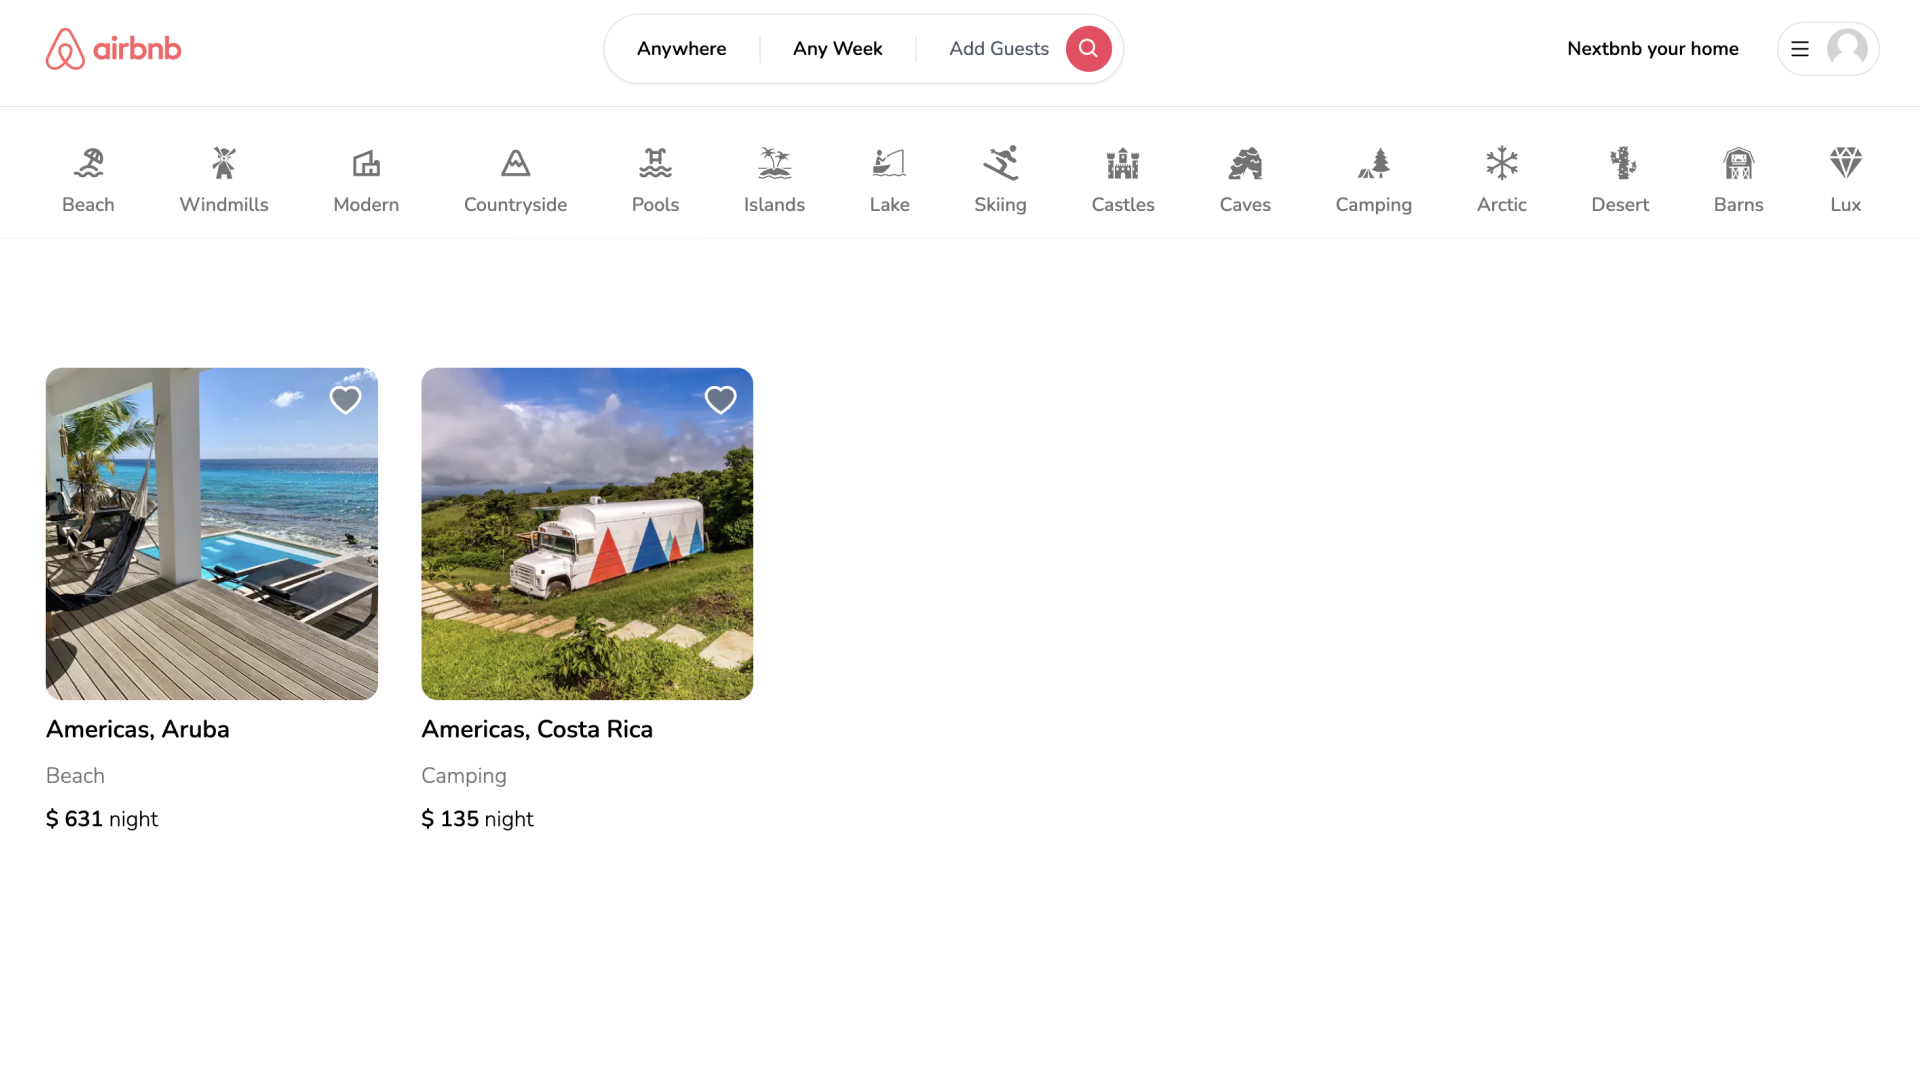 airbnb
Anywhere
Any Week
Add Guests
Nextbnb your home
Beach
Windmills
Modern
Countryside
Pools
Islands
Lake
Skiing
Castles
Caves
Camping
Arctic
Desert
Barns
Lux
Americas, Aruba
Beach
$ 631 night
Americas, Costa Rica
Camping
$ 135 night